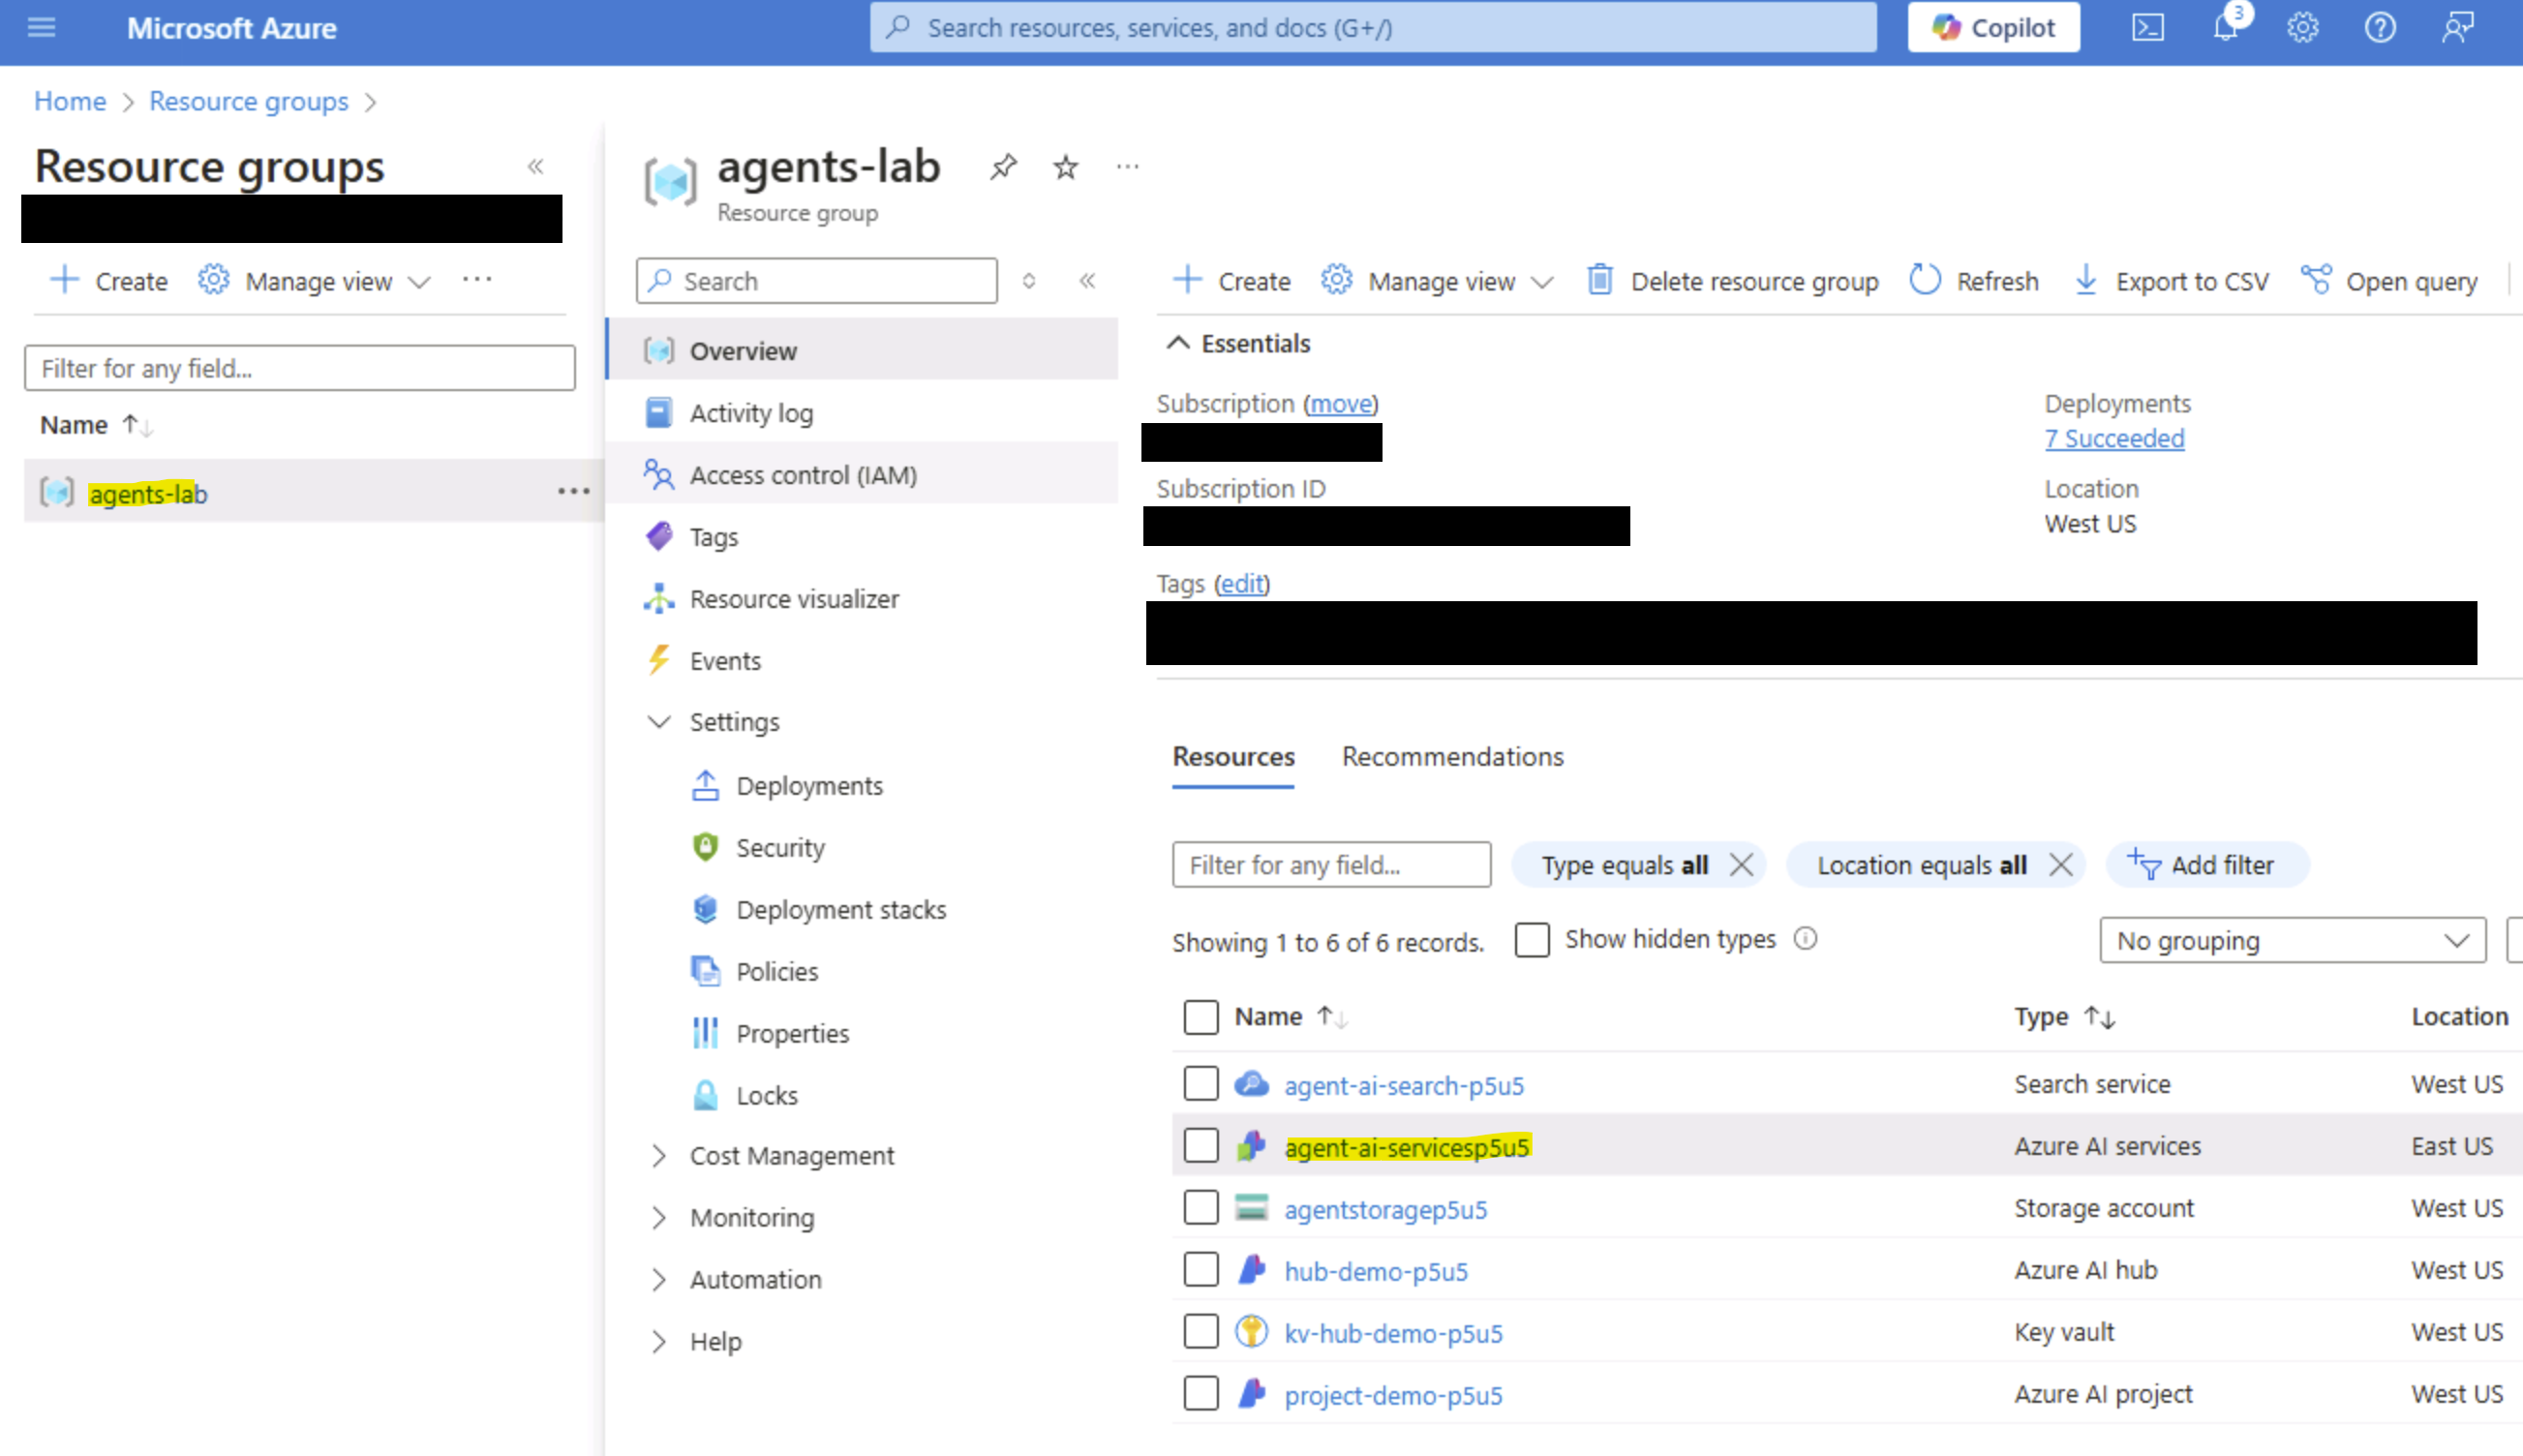 Microsoft Azure
Search resources, services, and docs (G+/)
Copilot
3
Home > Resource groups >
Resource groups
Create
Manage view
Filter for any field...
Name
agents-lab
agents-lab
Resource group
Search
Overview
Activity log
Access control (IAM)
Tags
Resource visualizer
Events
Settings
Deployments
Security
Deployment stacks
Policies
Properties
Locks
Cost Management
Monitoring
Automation
Help
Create
Manage view
Delete resource group
Refresh
Export to CSV
Open query
Essentials
Subscription (move)
Subscription ID
Tags (edit)
Deployments
7 Succeeded
Location
West US
Resources
Recommendations
Filter for any field...
Type equals all
Location equals all
Add filter
Showing 1 to 6 of 6 records.
Show hidden types
No grouping
Name Type Location
agent-ai-search-p5u5 Search service West US
agent-ai-servicesp5u5 Azure AI services East US
agentstoragep5u5 Storage account West US
hub-demo-p5u5 Azure AI hub West US
kv-hub-demo-p5u5 Key vault West US
project-demo-p5u5 Azure AI project West US